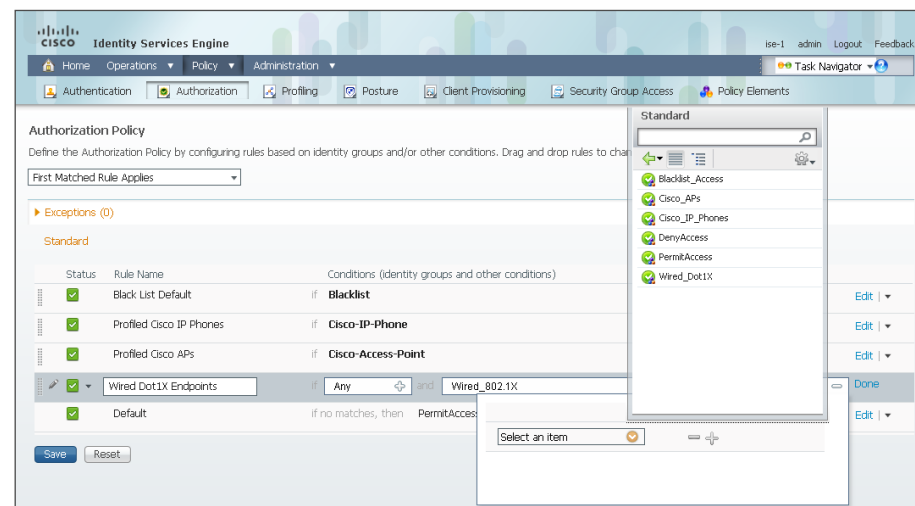 CISCO Identity Services Engine
ise-1 admin Logout Feedback
Home Operations Policy Administration
Task Navigator
Authentication Authorization Profiling Posture Client Provisioning Security Group Access Policy Elements
Authorization Policy
Define the Authorization Policy by configuring rules based on identity groups and/or other conditions. Drag and drop rules to
First Matched Rule Applies
Exceptions (0)
Standard
Status Rule Name Conditions (identity groups and other conditions)
Black List Default if Blacklist Edit |
Profiled Cisco IP Phones if Cisco-IP-Phone Edit |
Profiled Cisco APs if Cisco-Access-Point Edit |
Wired Dot1X Endpoints if Any and Wired_802.1X Done
Default if no matches, then PermitAcces Edit |
Save Reset
Standard
Blacklist_Access
Cisco_APs
Cisco_IP_Phones
DenyAccess
PermitAccess
Wired_Dot1X
Select an item